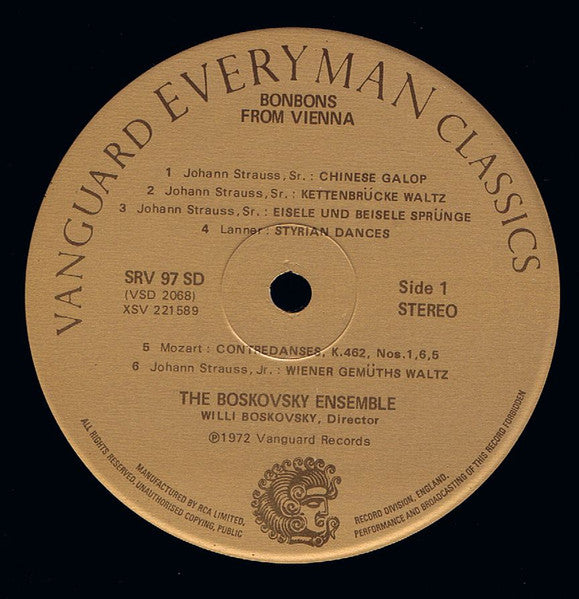 VANGUARD EVERYMAN CLASSICS
BONBONS
FROM VIENNA
1 Johann Strauss, Sr. : CHINESE GALOP
2 Johann Strauss, Sr. : KETTENBRÜCKE WALTZ
3 Johann Strauss, Sr. : EISELE UND BEISELE SPRÜNGE
4 Lanner : STYRIAN DANCES
SRV 97 SD
(VSD 2068)
XSV 221589
Side 1
STEREO
5 Mozart : CONTREDANSES, K.462, Nos.1,6,5
6 Johann Strauss, Jr. : WIENER GEMÜTHS WALTZ
THE BOSKOVSKY ENSEMBLE
WILLI BOSKOVSKY, Director
℗1972 Vanguard Records
MANUFACTURED BY RCA LIMITED, RECORD DIVISION, ENGLAND.
ALL RIGHTS RESERVED. UNAUTHORISED COPYING, PUBLIC PERFORMANCE AND BROADCASTING OF THIS RECORD FORBIDDEN